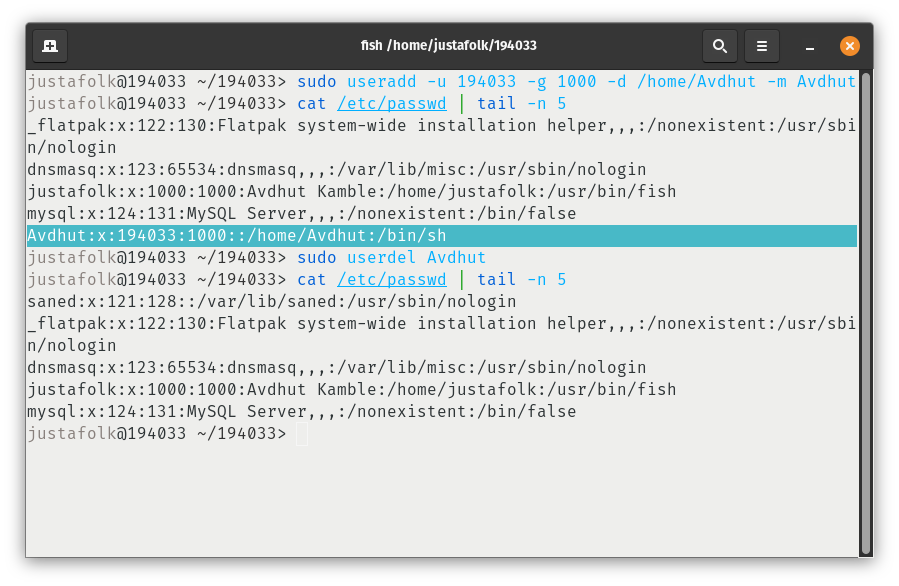 fish /home/justafolk/194033
justafolk@194033 ~/194033> sudo useradd -u 194033 -g 1000 -d /home/Avdhut -m Avdhut
justafolk@194033 ~/194033> cat /etc/passwd | tail -n 5
_flatpak:x:122:130:Flatpak system-wide installation helper,,,:/nonexistent:/usr/sbi
n/nologin
dnsmasq:x:123:65534:dnsmasq,,,:/var/lib/misc:/usr/sbin/nologin
justafolk:x:1000:1000:Avdhut Kamble:/home/justafolk:/usr/bin/fish
mysql:x:124:131:MySQL Server,,,:/nonexistent:/bin/false
Avdhut:x:194033:1000::/home/Avdhut:/bin/sh
justafolk@194033 ~/194033> sudo userdel Avdhut
justafolk@194033 ~/194033> cat /etc/passwd | tail -n 5
saned:x:121:128::/var/lib/saned:/usr/sbin/nologin
_flatpak:x:122:130:Flatpak system-wide installation helper,,,:/nonexistent:/usr/sbi
n/nologin
dnsmasq:x:123:65534:dnsmasq,,,:/var/lib/misc:/usr/sbin/nologin
justafolk:x:1000:1000:Avdhut Kamble:/home/justafolk:/usr/bin/fish
mysql:x:124:131:MySQL Server,,,:/nonexistent:/bin/false
justafolk@194033 ~/194033>